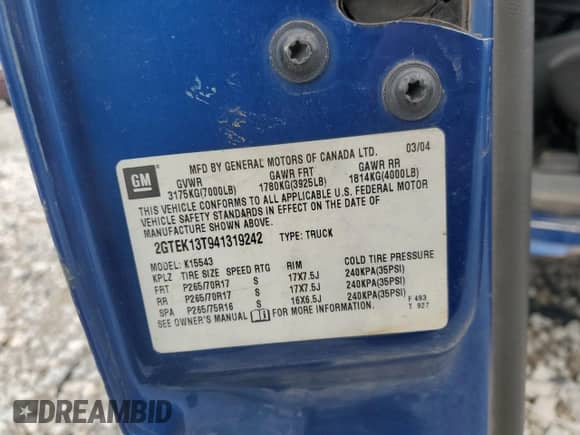 GM
MFD BY GENERAL MOTORS OF CANADA LTD. 03/04
GVWR GAWR FRT GAWR RR
3175KG(7000LB) 1780KG(3925LB) 1814KG(4000LB)
THIS VEHICLE CONFORMS TO ALL APPLICABLE U.S. FEDERAL MOTOR
VEHICLE SAFETY STANDARDS IN EFFECT ON THE DATE OF
MANUFACTURE SHOWN ABOVE.
2GTEK13T941319242 TYPE: TRUCK
MODEL: K15543
KPLZ TIRE SIZE SPEED RTG RIM COLD TIRE PRESSURE
FRT P265/70R17 S 17X7.5J 240KPA(35PSI)
RR P265/70R17 S 17X7.5J 240KPA(35PSI)
SPA P265/75R16 S 16X6.5J 240KPA(35PSI)
SEE OWNER'S MANUAL FOR MORE INFORMATION. F 493
T 927
DREAMBID